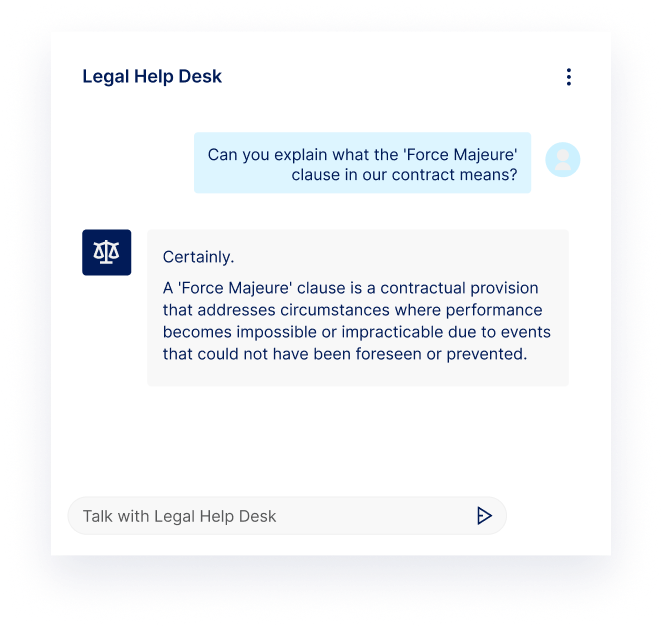 Legal Help Desk
Can you explain what the 'Force Majeure'
clause in our contract means?
Certainly.
A 'Force Majeure' clause is a contractual provision
that addresses circumstances where performance
becomes impossible or impracticable due to events
that could not have been foreseen or prevented.
Talk with Legal Help Desk